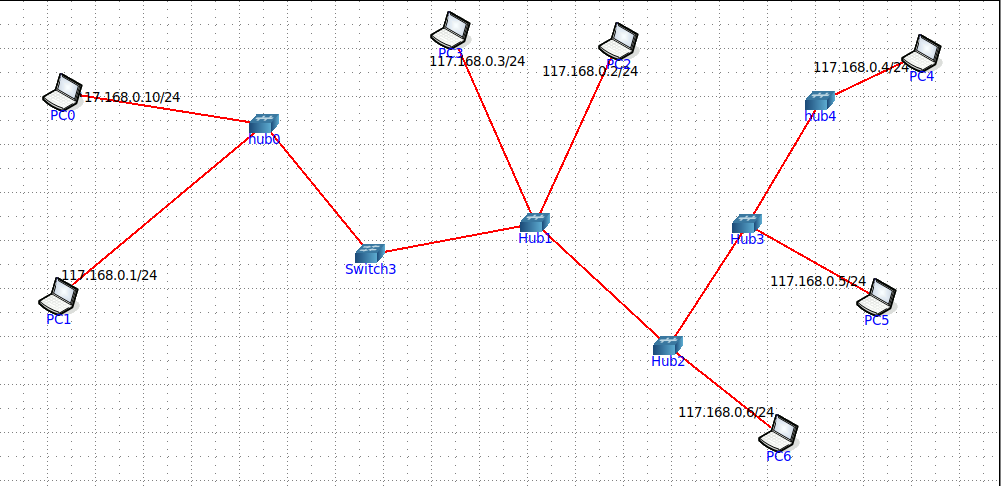 PC3
117.168.0.3/24
PC2
117.168.0.2/24
117.168.0.4/24
PC4
17.168.0.10/24
PC0
hub4
hub0
Hub1
Hub3
Switch3
117.168.0.1/24
PC1
117.168.0.5/24
PC5
Hub2
117.168.0.6/24
PC6